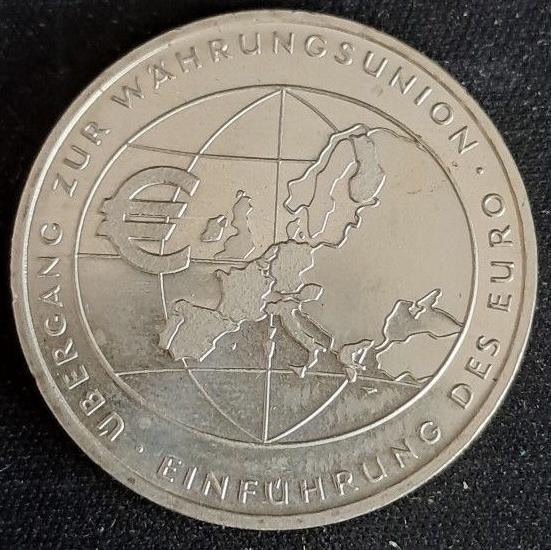 ÜBERGANG ZUR WÄHRUNGSUNION · EINFÜHRUNG DES EURO ·
€